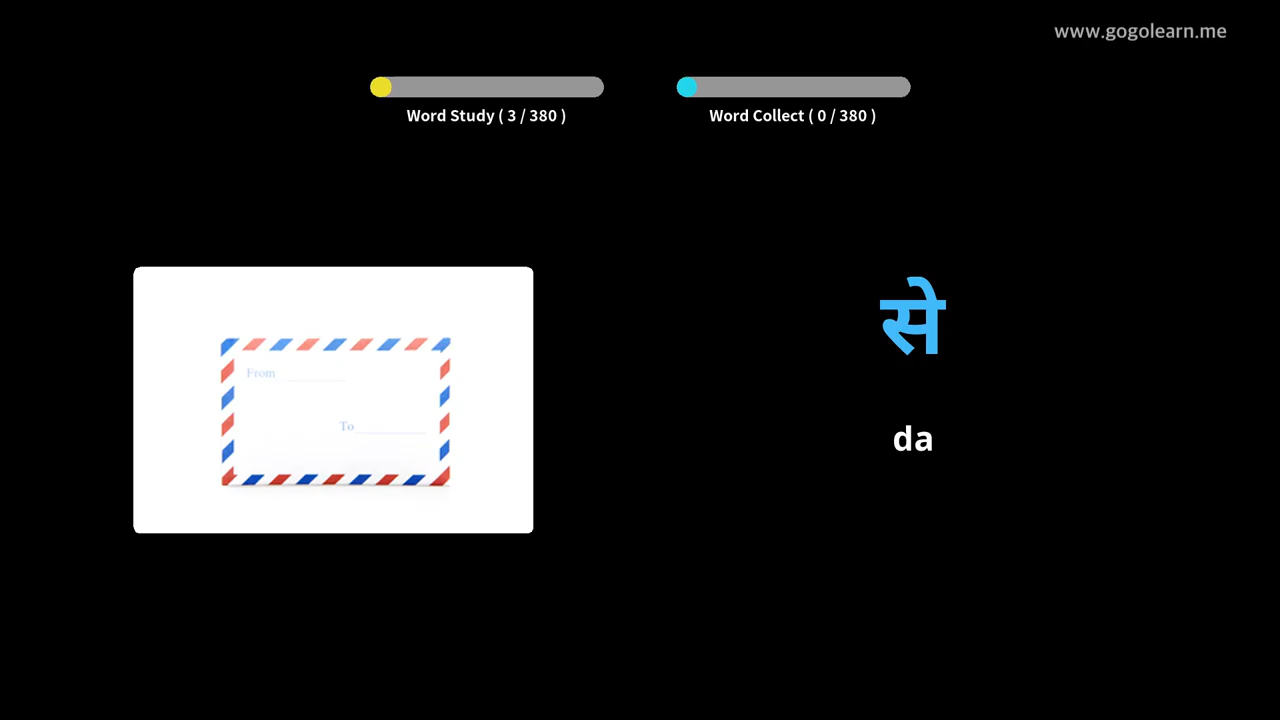 www.gogolearn.me
Word Study ( 3 / 380 )
Word Collect ( 0 / 380 )
From
To
से
da